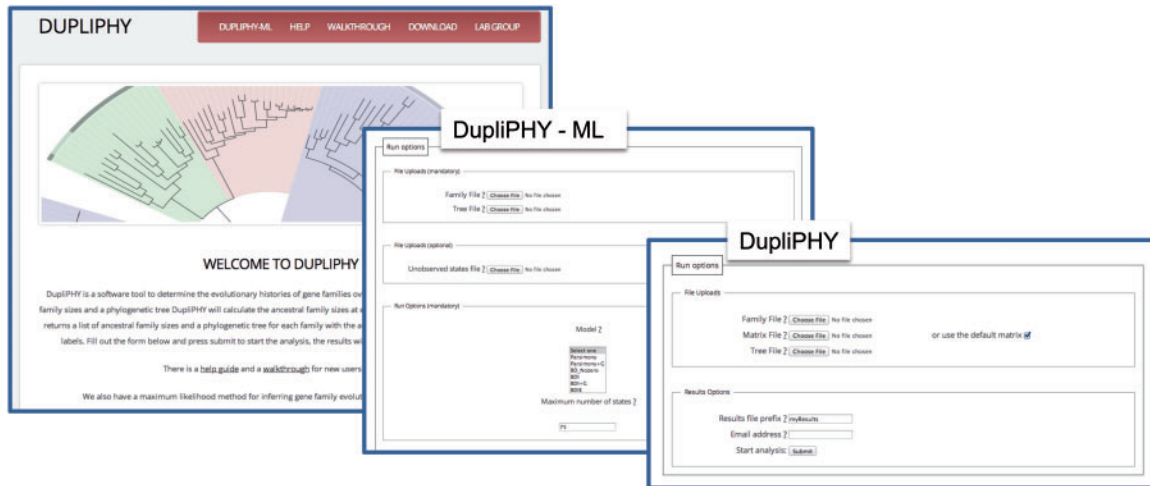 DUPLIPHY
DUPLIPHY-ML HELP WALKTHROUGH DOWNLOAD LAB GROUP
WELCOME TO DUPLIPHY
DupliPHY is a software tool to determine the evolutionary histories of gene families ov
family sizes and a phylogenetic tree DupliPHY will calculate the ancestral family sizes at
returns a list of ancestral family sizes and a phylogenetic tree for each family with the a
labels. Fill out the form below and press submit to start the analysis, the results wi
There is a help guide and a walkthrough for new users
We also have a maximum likelihood method for inferring gene family evolut
DupliPHY - ML
Run options
File Uploads (mandatory)
Family File ? Choose File No file chosen
Tree File ? Choose File No file chosen
File Uploads (optional)
Unobserved states file ? Choose File No file chosen
Run Options (mandatory)
Model ?
Select one
Parsimony
Parsimony+G
BD_Nozero
BDI
BDI+G
Maximum number of states ?
DupliPHY
Run options
File Uploads
Family File ? Choose File No file chosen
Matrix File ? Choose File No file chosen or use the default matrix
Tree File ? Choose File No file chosen
Results Options
Results file prefix ? myResults
Email address ?
Start analysis: Submit